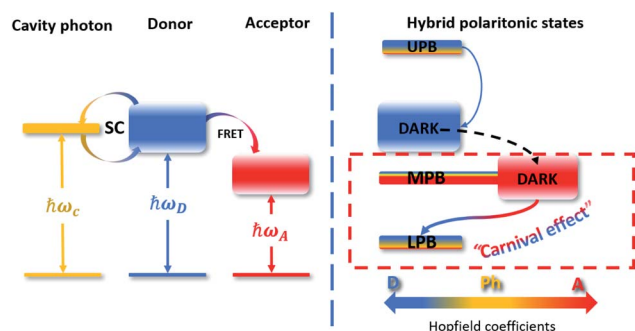 Cavity photon
Donor
Acceptor
SC
FRET
ℏω_c
ℏω_D
ℏω_A
Hybrid polaritonic states
UPB
DARK
MPB
DARK
LPB
"Carnival effect"
D
Ph
A
Hopfield coefficients